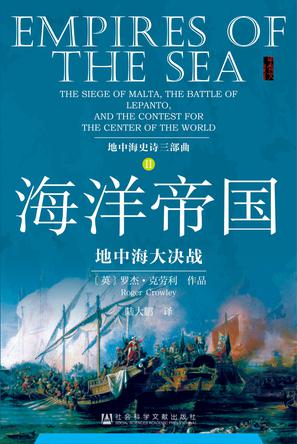 EMPIRES OF
THE SEA
THE SIEGE OF MALTA, THE BATTLE OF
LEPANTO,
AND THE CONTEST FOR
THE CENTER OF THE WORLD
地中海史诗三部曲
II
海洋帝国
地中海大决战
［英］罗杰·克劳利 作品
Roger Crowley
陆大鹏 译
社会科学文献出版社